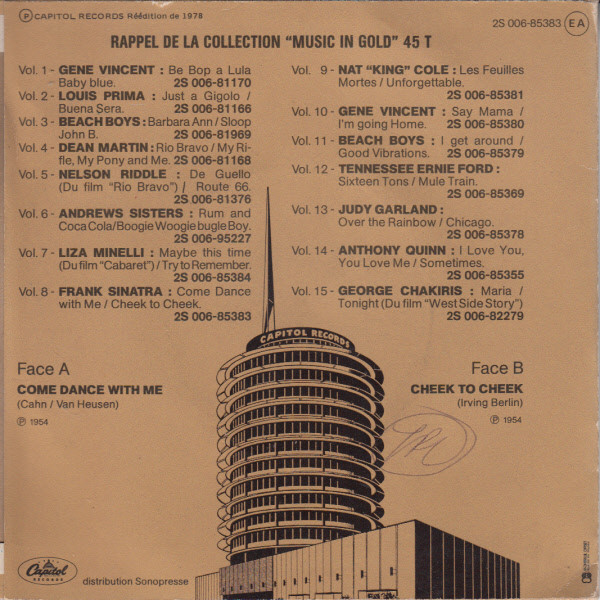 ℗ CAPITOL RECORDS Réédition de 1978
2S 006-85383 EA
RAPPEL DE LA COLLECTION “MUSIC IN GOLD” 45 T
Vol. 1 - GENE VINCENT : Be Bop a Lula
Baby blue. 2S 006-81170
Vol. 2 - LOUIS PRIMA : Just a Gigolo /
Buena Sera. 2S 006-81166
Vol. 3 - BEACH BOYS : Barbara Ann / Sloop
John B. 2S 006-81969
Vol. 4 - DEAN MARTIN : Rio Bravo / My Ri-
fle, My Pony and Me. 2S 006-81168
Vol. 5 - NELSON RIDDLE : De Guello
(Du film “Rio Bravo”) / Route 66.
2S 006-81376
Vol. 6 - ANDREWS SISTERS : Rum and
Coca Cola / Boogie Woogie bugle Boy.
2S 006-95227
Vol. 7 - LIZA MINELLI : Maybe this time
(Du film “Cabaret”) / Try to Remember.
2S 006-85384
Vol. 8 - FRANK SINATRA : Come Dance
with Me / Cheek to Cheek.
2S 006-85383
Vol. 9 - NAT “KING” COLE : Les Feuilles
Mortes / Unforgettable.
2S 006-85381
Vol. 10 - GENE VINCENT : Say Mama /
I'm going Home. 2S 006-85380
Vol. 11 - BEACH BOYS : I get around /
Good Vibrations. 2S 006-85379
Vol. 12 - TENNESSEE ERNIE FORD :
Sixteen Tons / Mule Train.
2S 006-85369
Vol. 13 - JUDY GARLAND :
Over the Rainbow / Chicago.
2S 006-85378
Vol. 14 - ANTHONY QUINN : I Love You,
You Love Me / Sometimes.
2S 006-85355
Vol. 15 - GEORGE CHAKIRIS : Maria /
Tonight (Du film “West Side Story”)
2S 006-82279
CAPITOL RECORDS
Face A
COME DANCE WITH ME
(Cahn / Van Heusen)
℗ 1954
Face B
CHEEK TO CHEEK
(Irving Berlin)
℗ 1954
Capitol
RECORDS
distribution Sonopresse